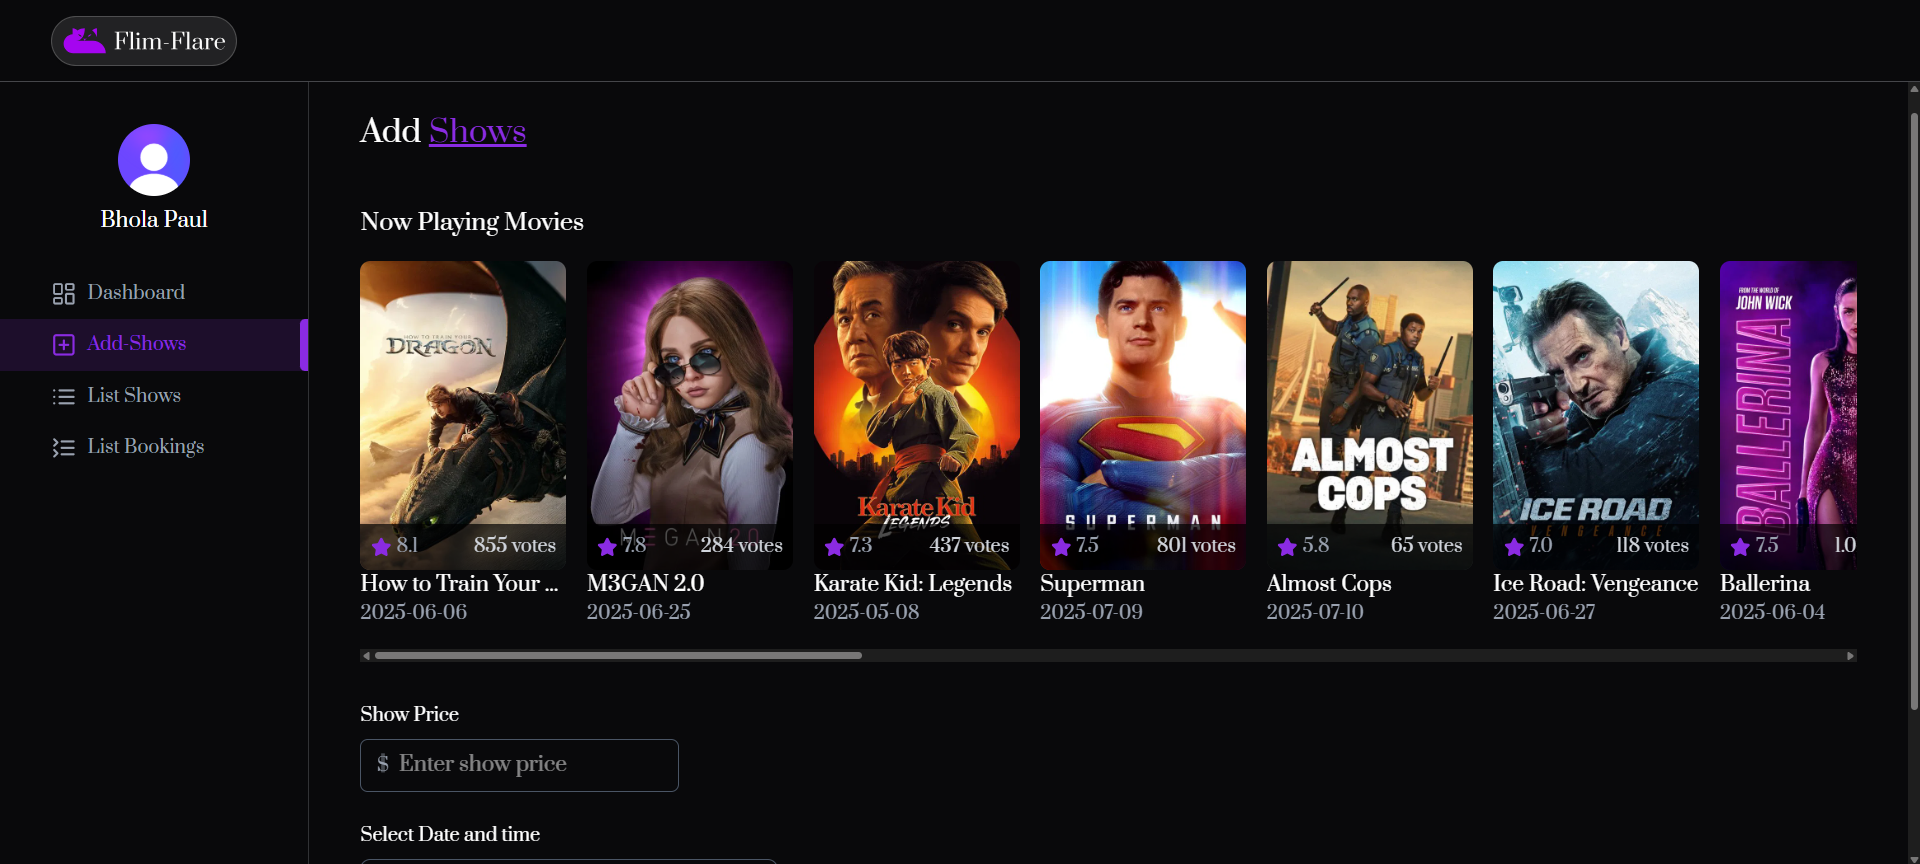 Flim-Flare
Bhola Paul
Dashboard
Add-Shows
List Shows
List Bookings
Add Shows
Now Playing Movies
HOW TO TRAIN YOUR
DRAGON
8.1 855 votes
How to Train Your ...
2025-06-06
M3GAN 2.0
7.8 284 votes
M3GAN 2.0
2025-06-25
Karate Kid
LEGENDS
7.3 437 votes
Karate Kid: Legends
2025-05-08
SUPERMAN
7.5 801 votes
Superman
2025-07-09
ALMOST
COPS
5.8 65 votes
Almost Cops
2025-07-10
ICE ROAD
VENGEANCE
7.0 118 votes
Ice Road: Vengeance
2025-06-27
FROM THE WORLD OF
JOHN WICK
BALLERINA
7.5 1.0
Ballerina
2025-06-04
Show Price
$ Enter show price
Select Date and time